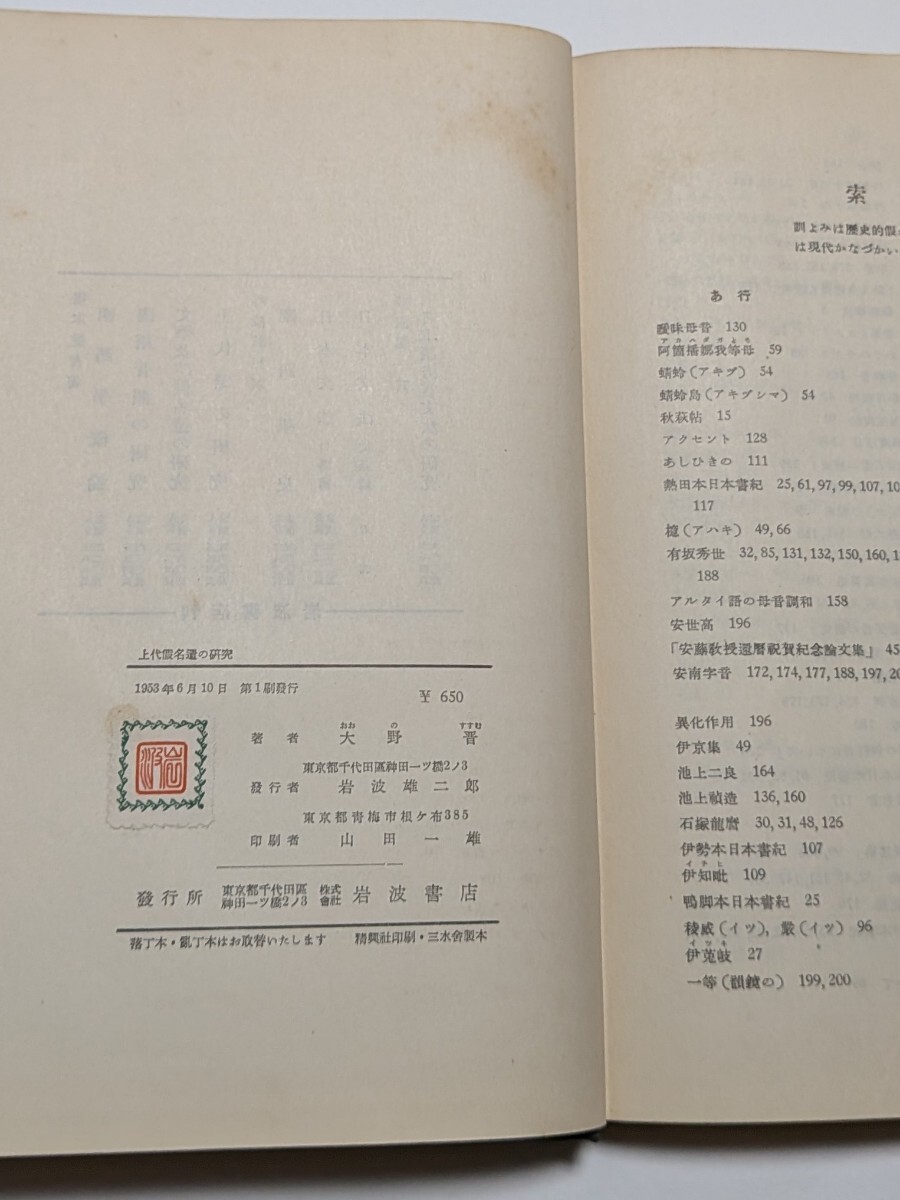 上代假名遣の硏究
1953年6月10日 第1刷發行
¥ 650
おお の すすむ
著者 大野晋
東京都千代田區神田一ツ橋2ノ3
發行者 岩波雄二郎
東京都靑梅市根ケ布385
印刷者 山田一雄
發行所 東京都千代田區神田一ツ橋2ノ3 株式會社 岩波書店
落丁本・亂丁本はお取替いたします 精興社印刷・三水舍製本
索
訓よみは歷史的假
は現代かなづかい
あ行
曖昧母音 130
59
蜻蛉(アキヅ) 54
蜻蛉島(アキヅシマ) 54
秋萩帖 15
アクセント 128
あしひきの 111
熱田本日本書紀 25, 61, 97, 99, 107, 10
117
檍(アハキ) 49, 66
有坂秀世 32, 85, 131, 132, 150, 160, 1
188
アルタイ語の母音調和 158
安世高 196
「安藤敎授還曆祝賀紀念論文集」 45
安南字音 172, 174, 177, 188, 197, 20
異化作用 196
伊京集 49
池上二良 164
池上禎造 136, 160
石塚龍麿 30, 31, 48, 126
伊勢本日本書紀 107
イチヒ
伊知毗 109
鴨脚本日本書紀 25
稜威(イツ), 嚴(イツ) 96
伊莵岐 27
一等(韻鏡の) 199, 200